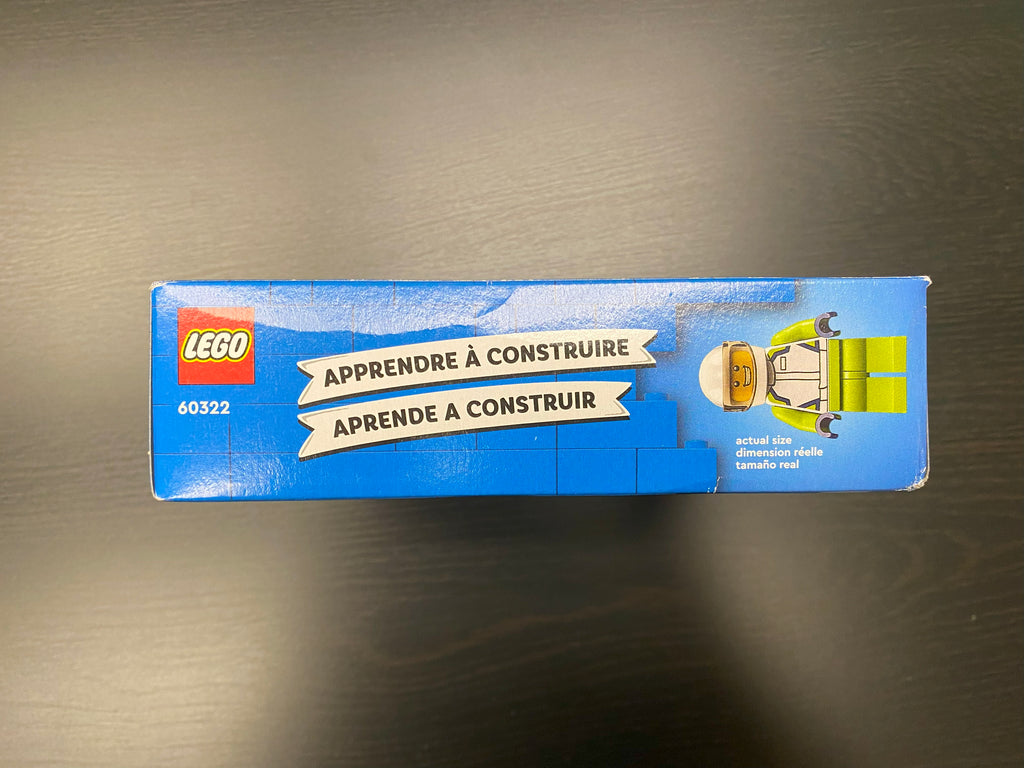 LEGO
60322
APPRENDRE À CONSTRUIRE
APRENDE A CONSTRUIR
actual size
dimension réelle
tamaño real